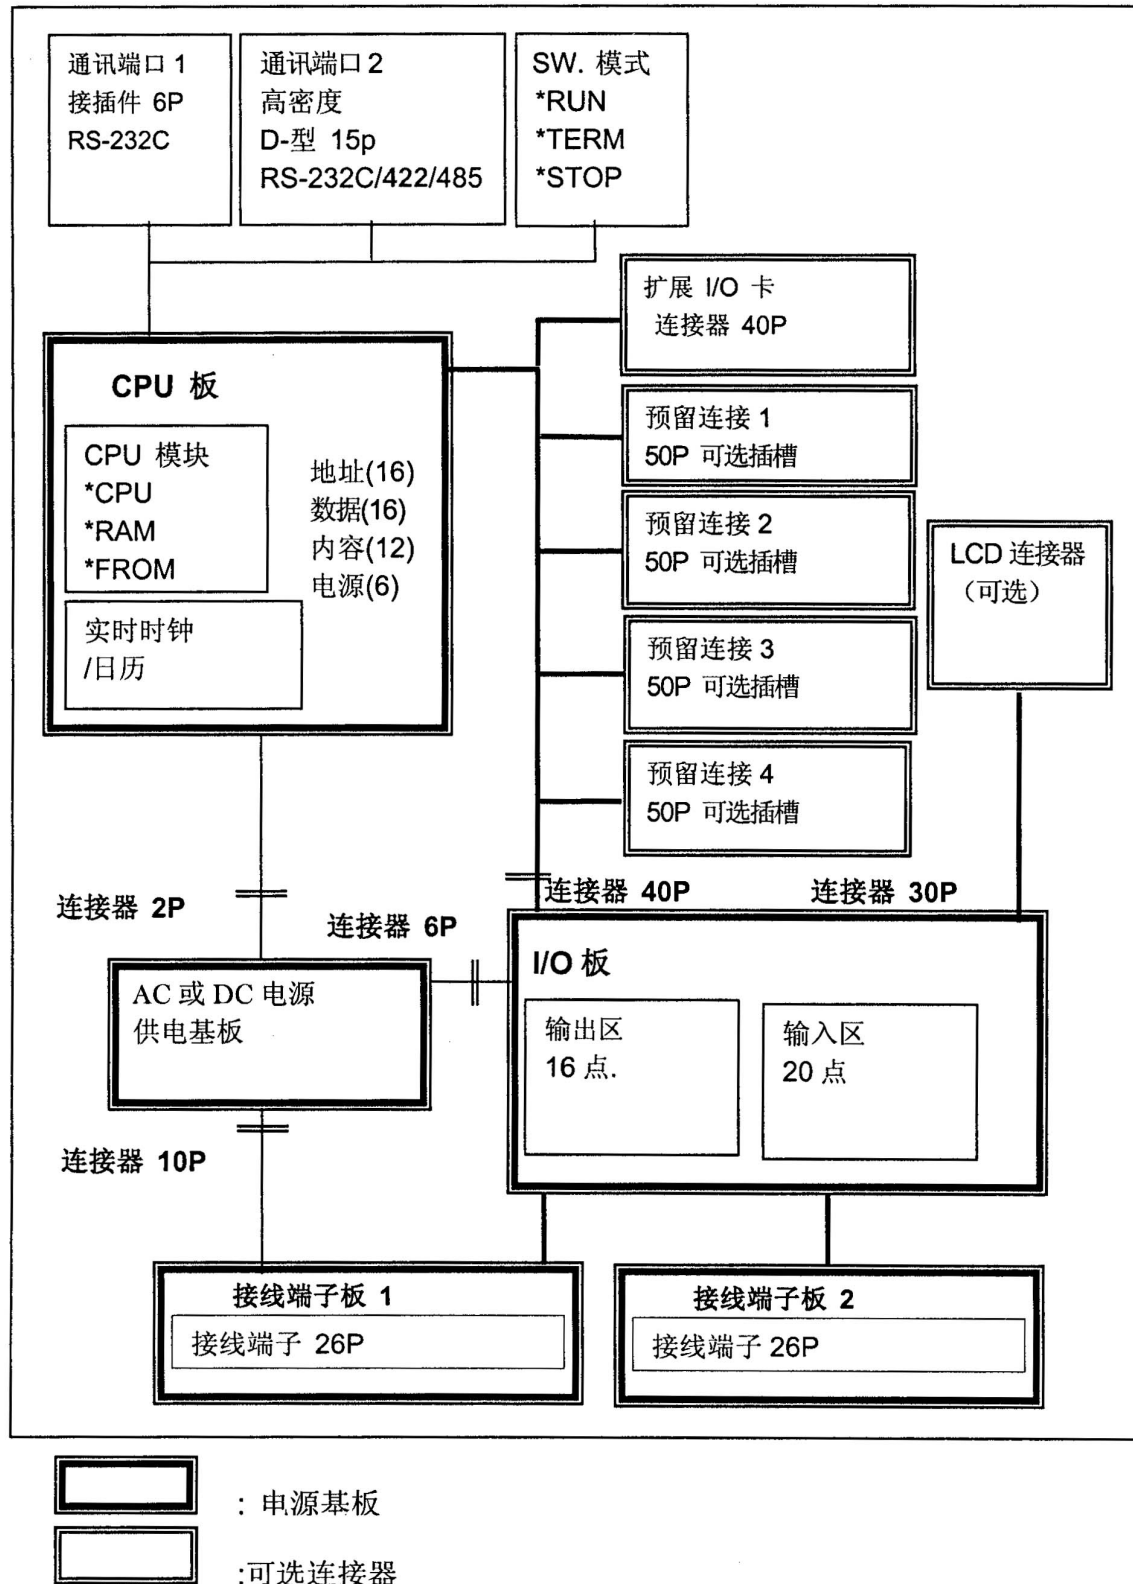 通讯端口 1
接插件 6P
RS-232C
通讯端口 2
高密度
D-型 15p
RS-232C/422/485
SW. 模式
*RUN
*TERM
*STOP
扩展 I/O 卡
连接器 40P
CPU 板
CPU 模块
*CPU
*RAM
*FROM
地址(16)
数据(16)
内容(12)
电源(6)
实时时钟
/日历
预留连接 1
50P 可选插槽
预留连接 2
50P 可选插槽
预留连接 3
50P 可选插槽
预留连接 4
50P 可选插槽
LCD 连接器
（可选）
连接器 2P
连接器 6P
连接器 40P
连接器 30P
AC 或 DC 电源
供电基板
I/O 板
输出区
16 点.
输入区
20 点
连接器 10P
接线端子板 1
接线端子 26P
接线端子板 2
接线端子 26P
: 电源基板
:可选连接器